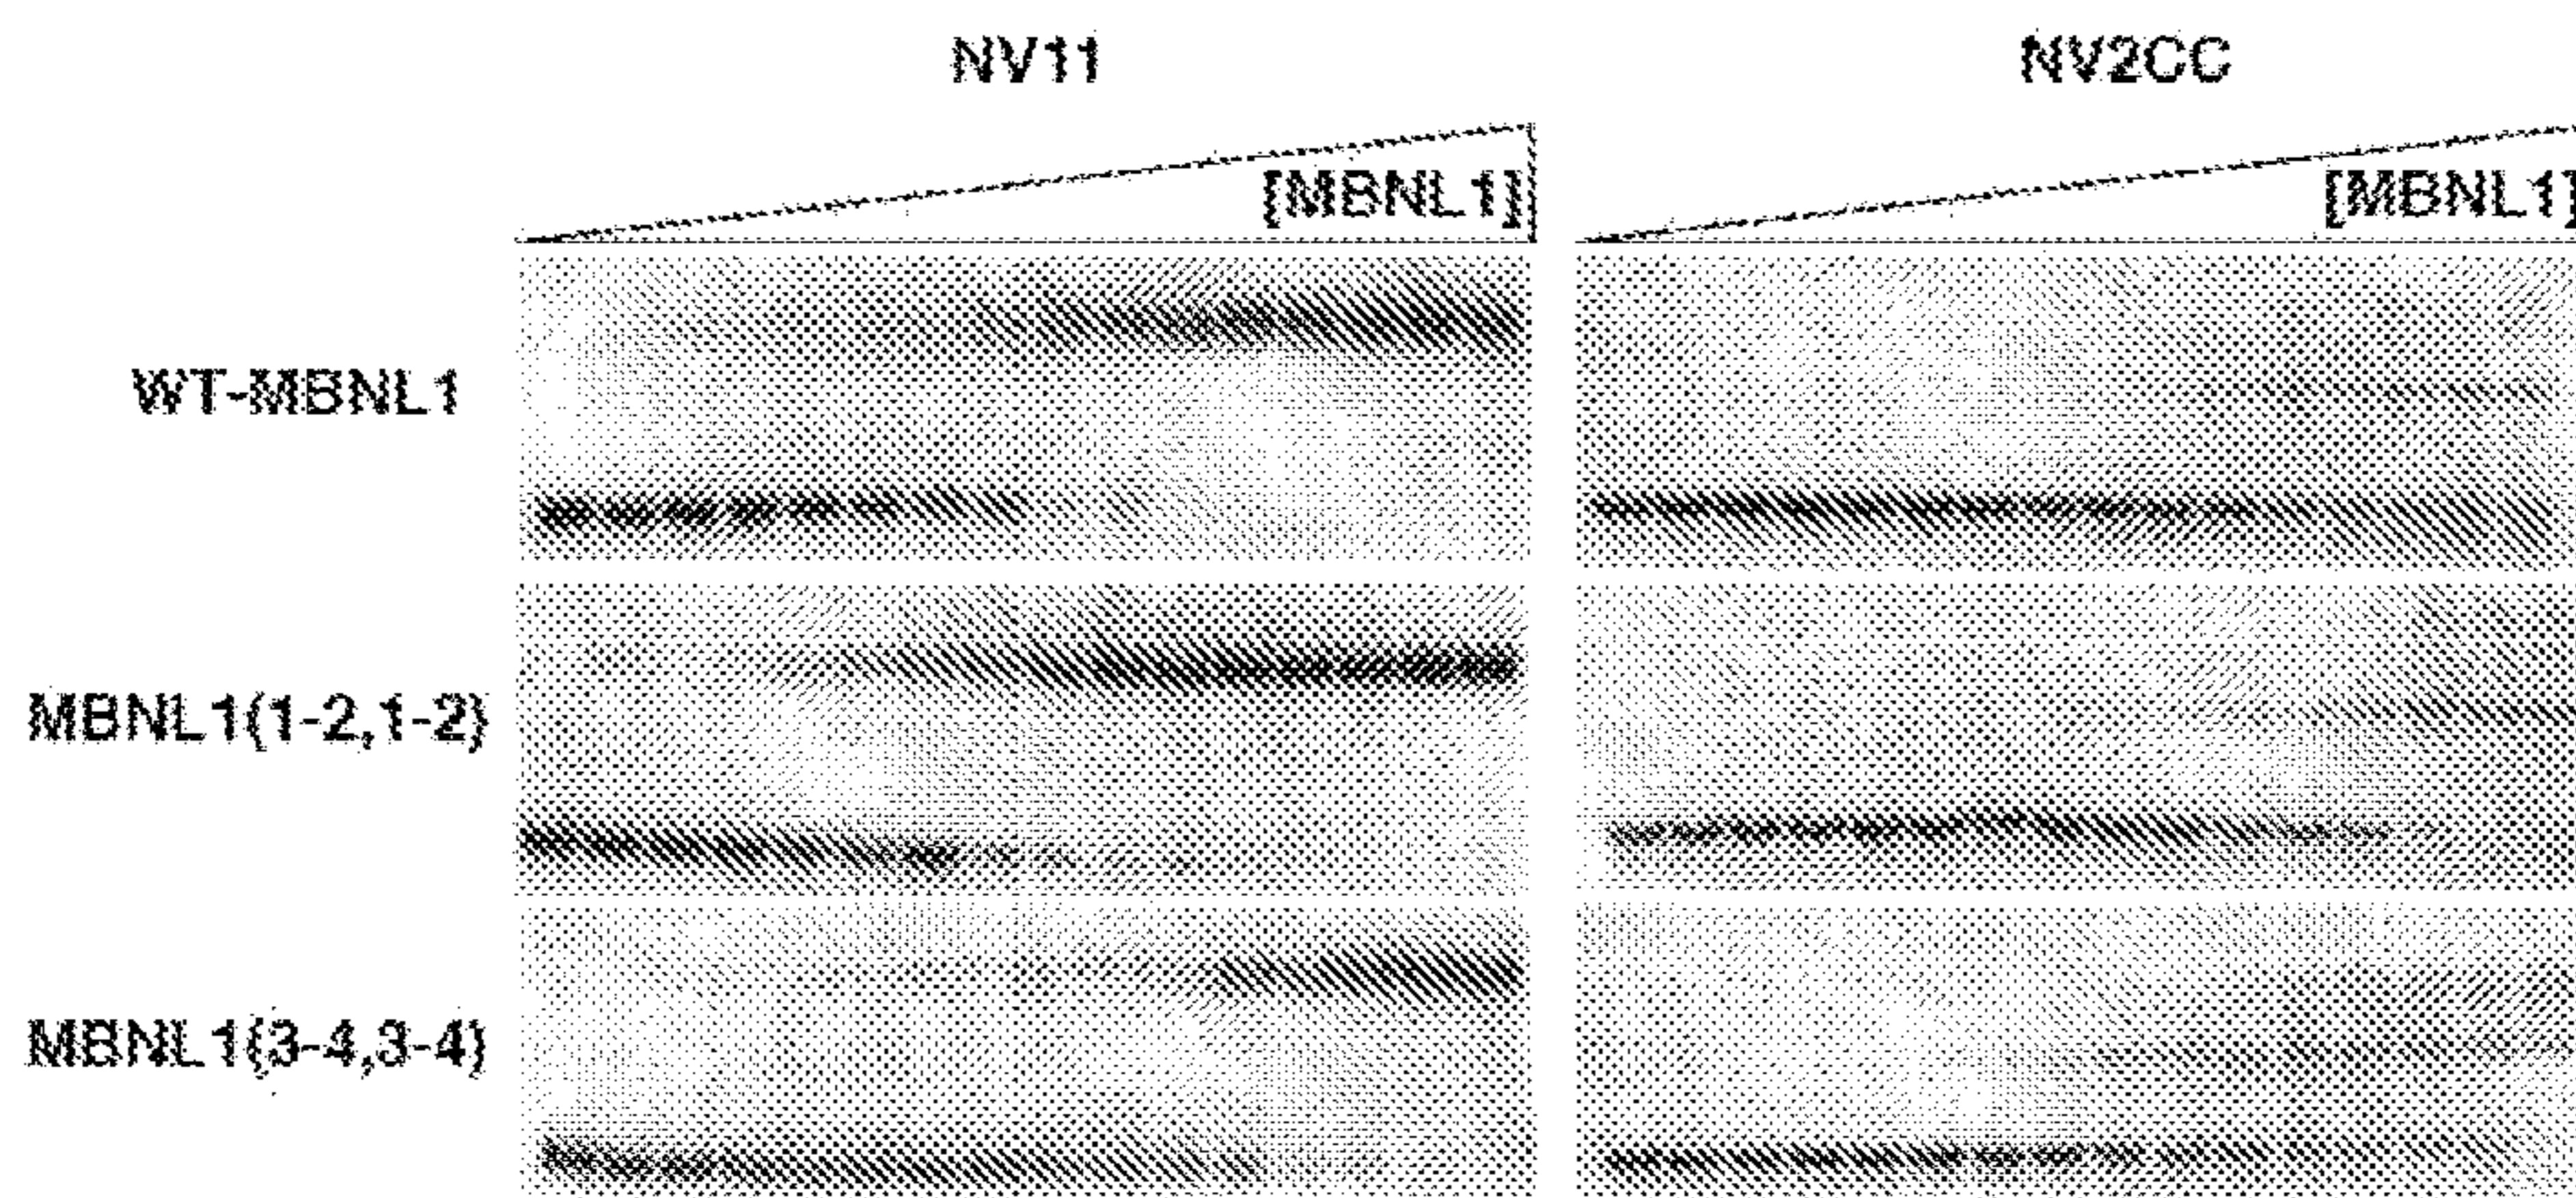 NV11 NV2CC
[MBNL1] [MBNL1]
WT-MBNL1
MBNL1(1-2,1-2)
MBNL1(3-4,3-4)